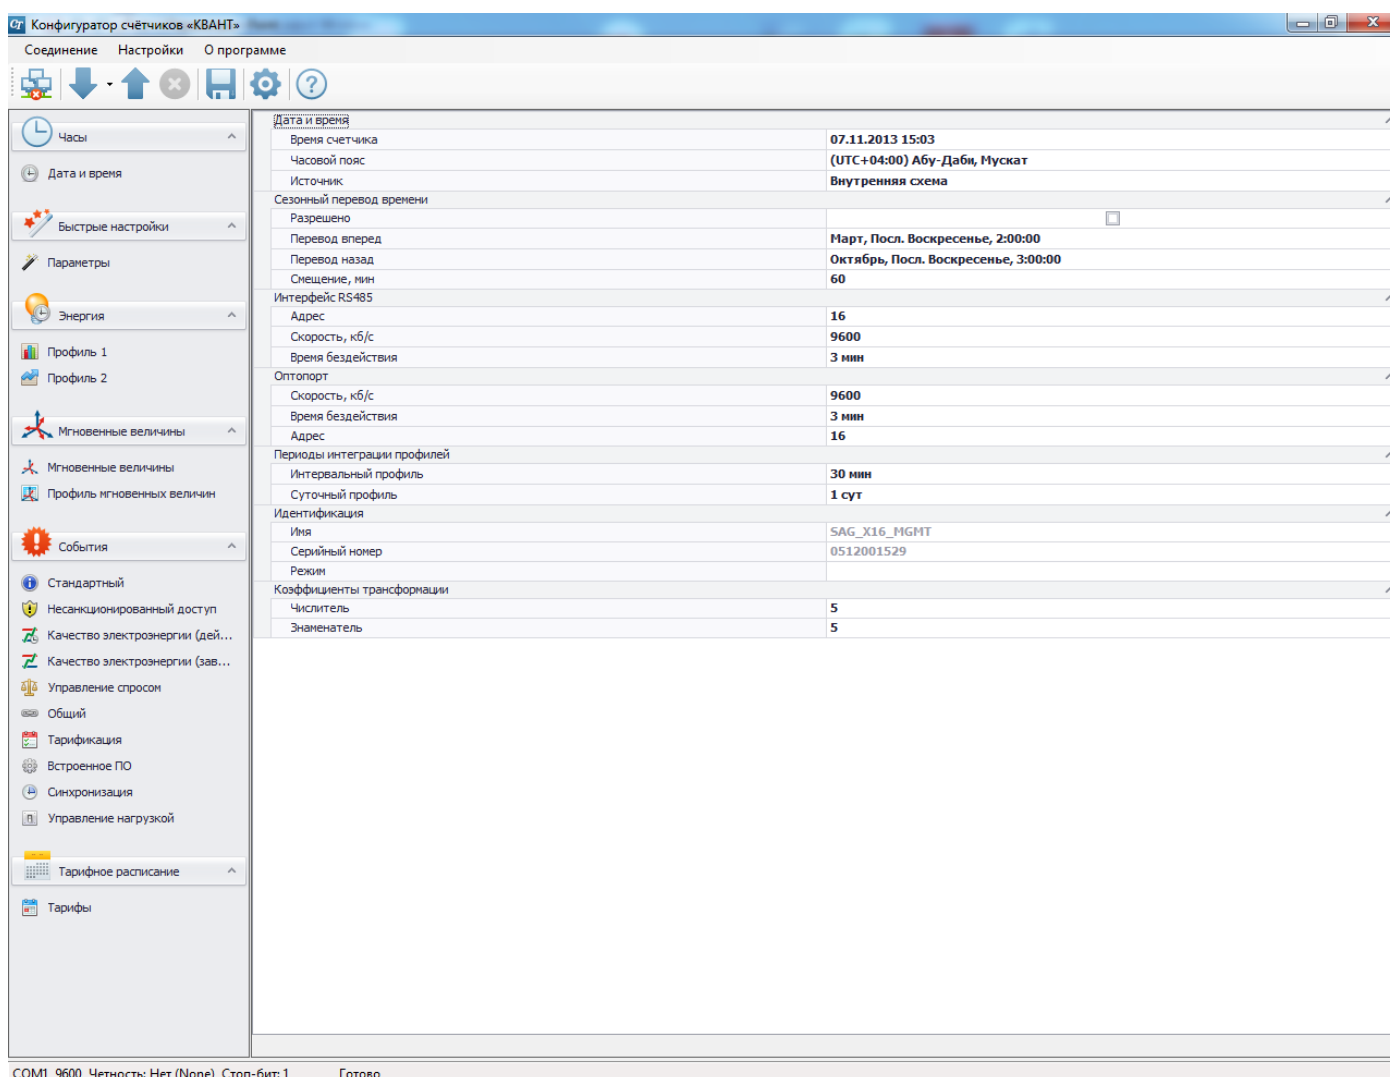 Ст Конфигуратор счётчиков «КВАНТ»
Соединение Настройки О программе
Часы
Дата и время
Быстрые настройки
Параметры
Энергия
Профиль 1
Профиль 2
Мгновенные величины
Мгновенные величины
Профиль мгновенных величин
События
Стандартный
Несанкционированный доступ
Качество электроэнергии (дей...
Качество электроэнергии (зав...
Управление спросом
Общий
Тарификация
Встроенное ПО
Синхронизация
Управление нагрузкой
Тарифное расписание
Тарифы
Дата и время
Время счетчика 07.11.2013 15:03
Часовой пояс (UTC+04:00) Абу-Даби, Мускат
Источник Внутренняя схема
Сезонный перевод времени
Разрешено
Перевод вперед Март, Посл. Воскресенье, 2:00:00
Перевод назад Октябрь, Посл. Воскресенье, 3:00:00
Смещение, мин 60
Интерфейс RS485
Адрес 16
Скорость, кб/с 9600
Время бездействия 3 мин
Оптопорт
Скорость, кб/с 9600
Время бездействия 3 мин
Адрес 16
Периоды интеграции профилей
Интервальный профиль 30 мин
Суточный профиль 1 сут
Идентификация
Имя SAG_X16_MGMT
Серийный номер 0512001529
Режим
Коэффициенты трансформации
Числитель 5
Знаменатель 5
COM1 9600 Четность: Нет (None) Стоп-бит: 1 Готово